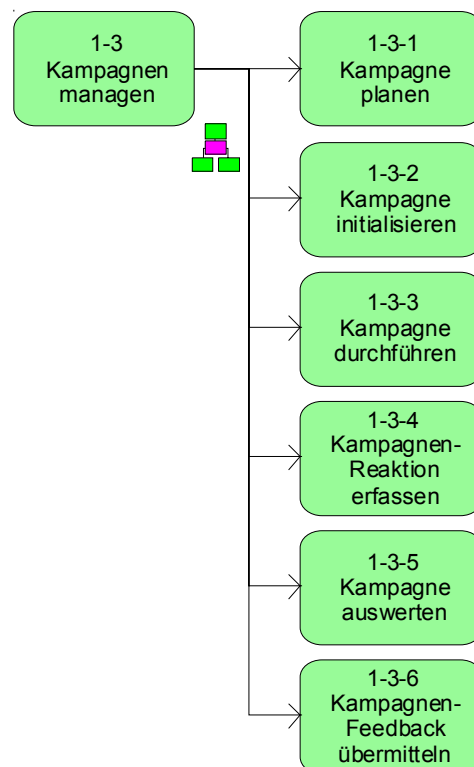 1-3
Kampagnen
managen
1-3-1
Kampagne
planen
1-3-2
Kampagne
initialisieren
1-3-3
Kampagne
durchführen
1-3-4
Kampagnen-
Reaktion
erfassen
1-3-5
Kampagne
auswerten
1-3-6
Kampagnen-
Feedback
übermitteln